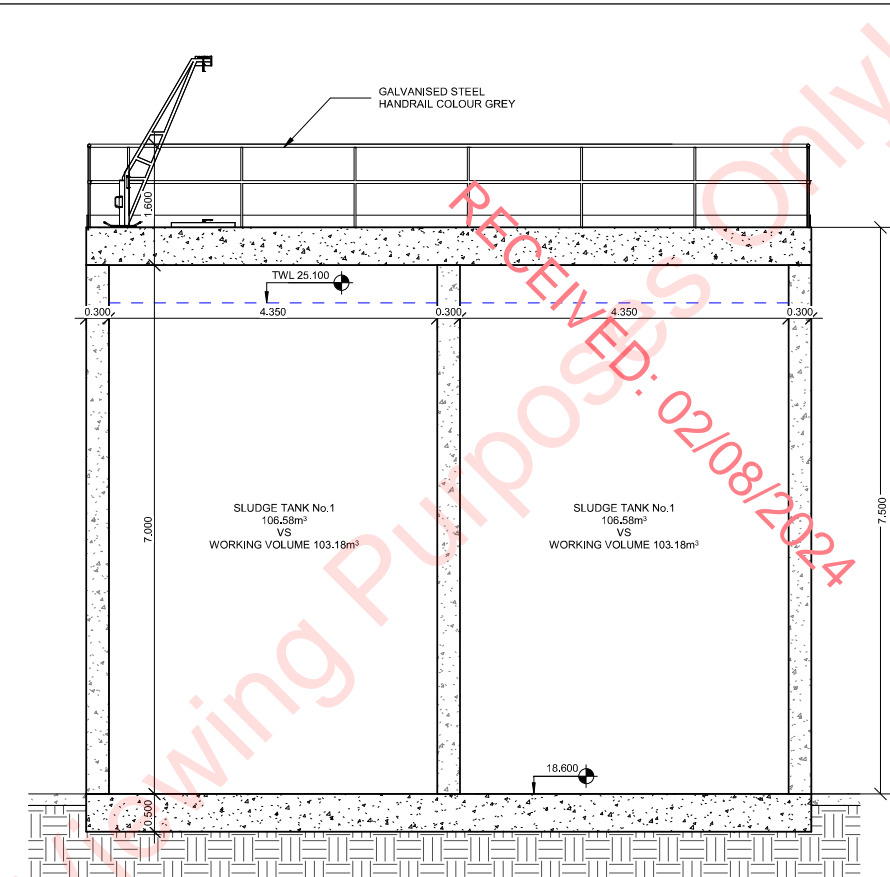 GALVANISED STEEL
HANDRAIL COLOUR GREY
1.600
TWL 25.100
0.300
4.350
0.300
4.350
0.300
RECEIVED: 02/08/2024
SLUDGE TANK No.1
106.58m³
VS
WORKING VOLUME 103.18m³
SLUDGE TANK No.1
106.58m³
VS
WORKING VOLUME 103.18m³
7.000
7.500
18.600
0.500
Viewing Purposes Only!